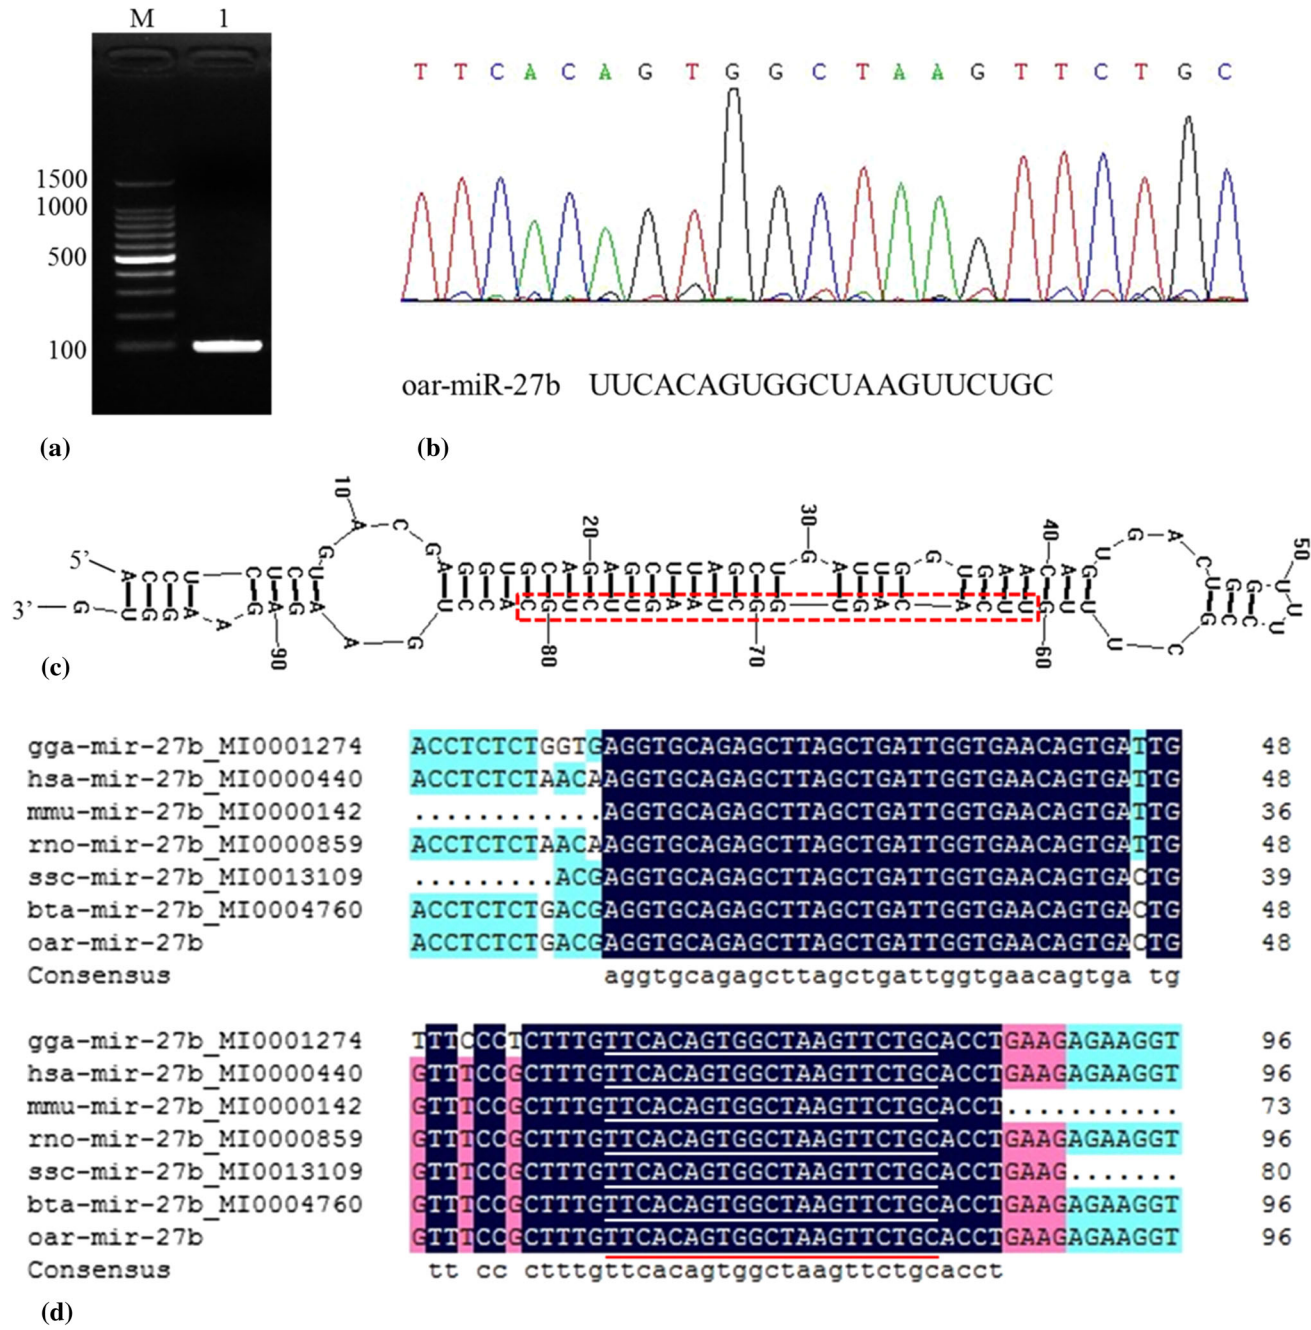 M 1
1500
1000
500
100
(a)
T T C A C A G T G G C T A A G T T C T G C
oar-miR-27b UUCACAGUGGCUAAGUUCUGC
(b)
10 20 30 40 50
5’
3’
90 80 70 60
(c)
gga-mir-27b_MI0001274 ACCTCTCTGGTGAGGTGCAGAGCTTAGCTGATTGGTGAACAGTGATTG 48
hsa-mir-27b_MI0000440 ACCTCTCTAACAAGGTGCAGAGCTTAGCTGATTGGTGAACAGTGATTG 48
mmu-mir-27b_MI0000142 ............AGGTGCAGAGCTTAGCTGATTGGTGAACAGTGATTG 36
rno-mir-27b_MI0000859 ACCTCTCTAACAAGGTGCAGAGCTTAGCTGATTGGTGAACAGTGATTG 48
ssc-mir-27b_MI0013109 .........ACGAGGTGCAGAGCTTAGCTGATTGGTGAACAGTGACTG 39
bta-mir-27b_MI0004760 ACCTCTCTGACGAGGTGCAGAGCTTAGCTGATTGGTGAACAGTGACTG 48
oar-mir-27b ACCTCTCTGACGAGGTGCAGAGCTTAGCTGATTGGTGAACAGTGACTG 48
Consensus aggtgcagagcttagctgattggtgaacagtga tg
gga-mir-27b_MI0001274 TTTCCCTCTTTGTTCACAGTGGCTAAGTTCTGCACCTGAAGAGAAGGT 96
hsa-mir-27b_MI0000440 GTTTCCGCTTTGTTCACAGTGGCTAAGTTCTGCACCTGAAGAGAAGGT 96
mmu-mir-27b_MI0000142 GTTTCCGCTTTGTTCACAGTGGCTAAGTTCTGCACCT........... 73
rno-mir-27b_MI0000859 GTTTCCGCTTTGTTCACAGTGGCTAAGTTCTGCACCTGAAGAGAAGGT 96
ssc-mir-27b_MI0013109 GTTTCCGCTTTGTTCACAGTGGCTAAGTTCTGCACCTGAAG....... 80
bta-mir-27b_MI0004760 GTTTCCGCTTTGTTCACAGTGGCTAAGTTCTGCACCTGAAGAGAAGGT 96
oar-mir-27b GTTTCCGCTTTGTTCACAGTGGCTAAGTTCTGCACCTGAAGAGAAGGT 96
Consensus tt cc ctttgttcacagtggctaagttctgcacct
(d)